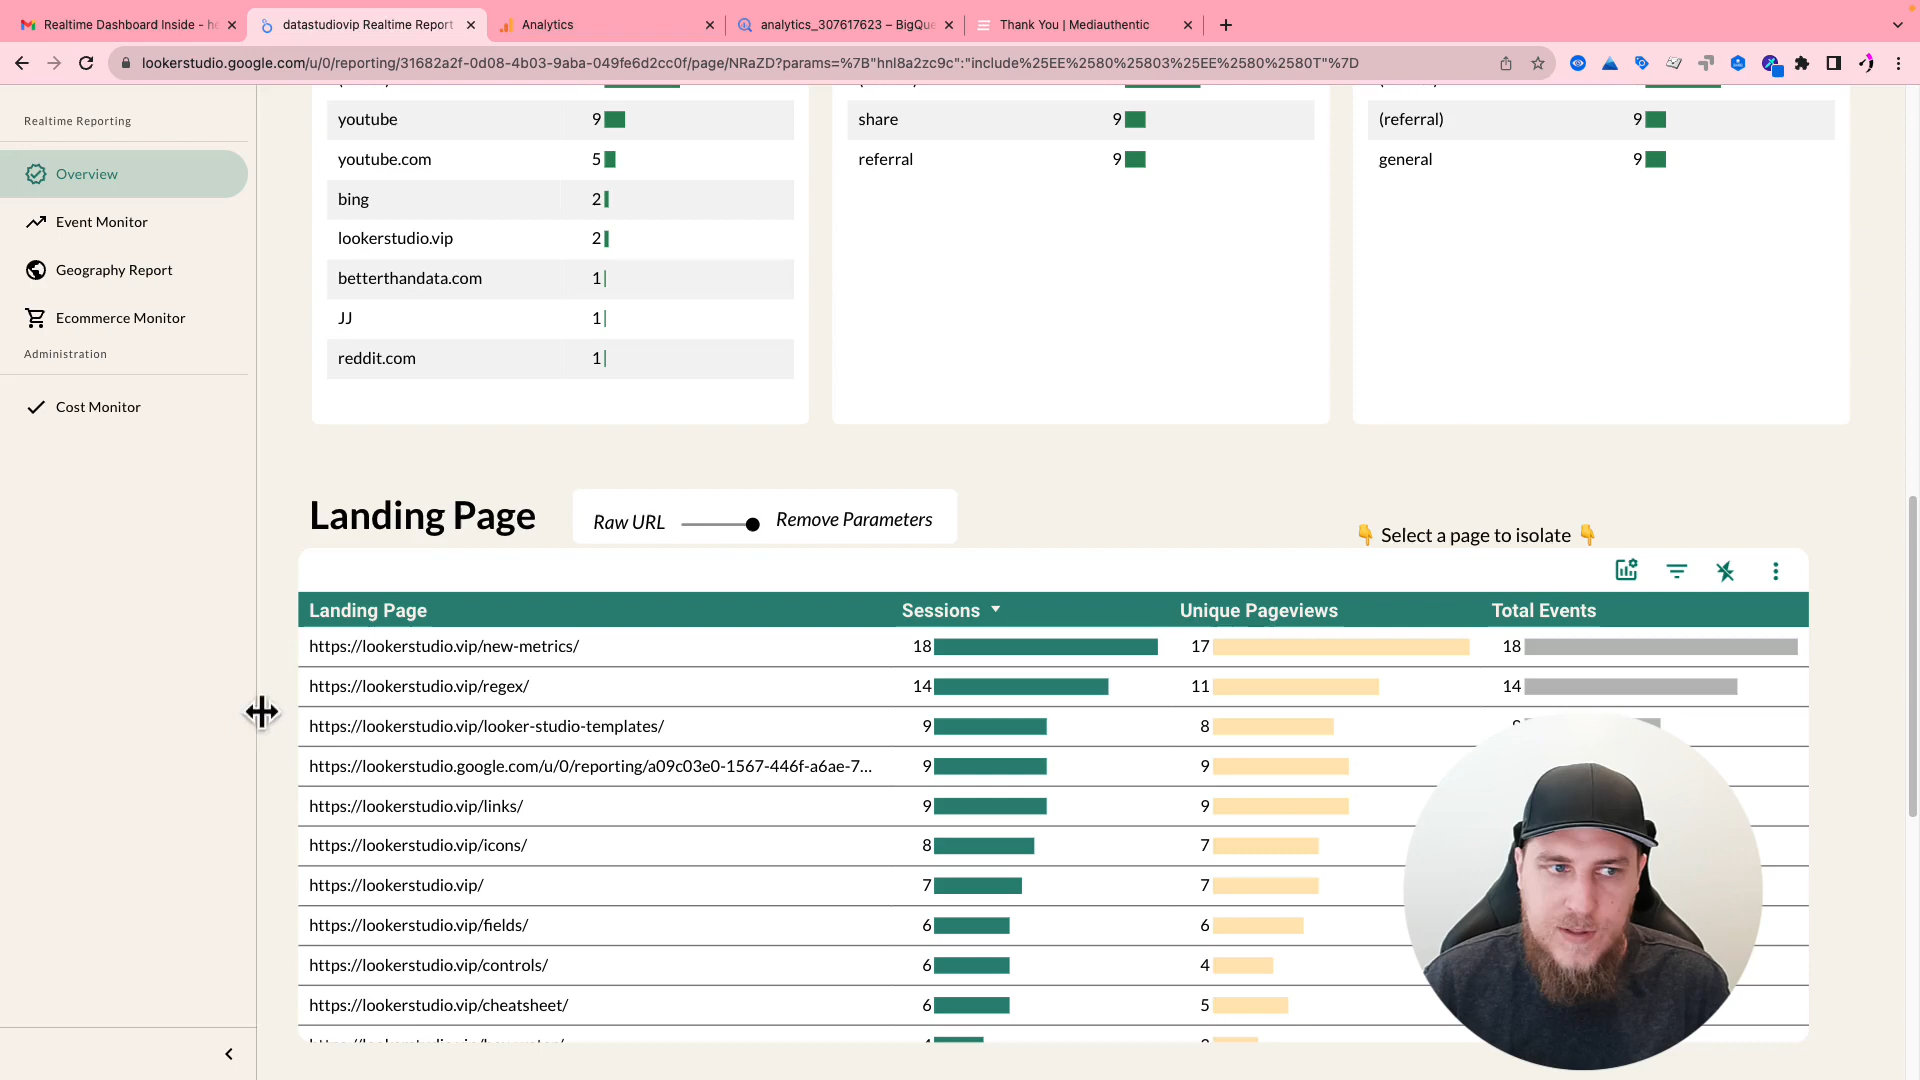 Realtime Dashboard Inside - he
datastudiovip Realtime Report
Analytics
analytics_307617623 – BigQue
Thank You | Mediauthentic
lookerstudio.google.com/u/0/reporting/31682a2f-0d08-4b03-9aba-049fe6d2cc0f/page/NRaZD?params=%7B"hnl8a2zc9c":"include%25EE%2580%25803%25EE%2580%2580T"%7D
Realtime Reporting
Overview
Event Monitor
Geography Report
Ecommerce Monitor
Administration
Cost Monitor
youtube 9
youtube.com 5
bing 2
lookerstudio.vip 2
betterthandata.com 1
JJ 1
reddit.com 1
share 9
referral 9
(referral) 9
general 9
Landing Page
Raw URL
Remove Parameters
👇 Select a page to isolate 👇
Landing Page Sessions Unique Pageviews Total Events
https://lookerstudio.vip/new-metrics/ 18 17 18
https://lookerstudio.vip/regex/ 14 11 14
https://lookerstudio.vip/looker-studio-templates/ 9 8
https://lookerstudio.google.com/u/0/reporting/a09c03e0-1567-446f-a6ae-7... 9 9
https://lookerstudio.vip/links/ 9 9
https://lookerstudio.vip/icons/ 8 7
https://lookerstudio.vip/ 7 7
https://lookerstudio.vip/fields/ 6 6
https://lookerstudio.vip/controls/ 6 4
https://lookerstudio.vip/cheatsheet/ 6 5